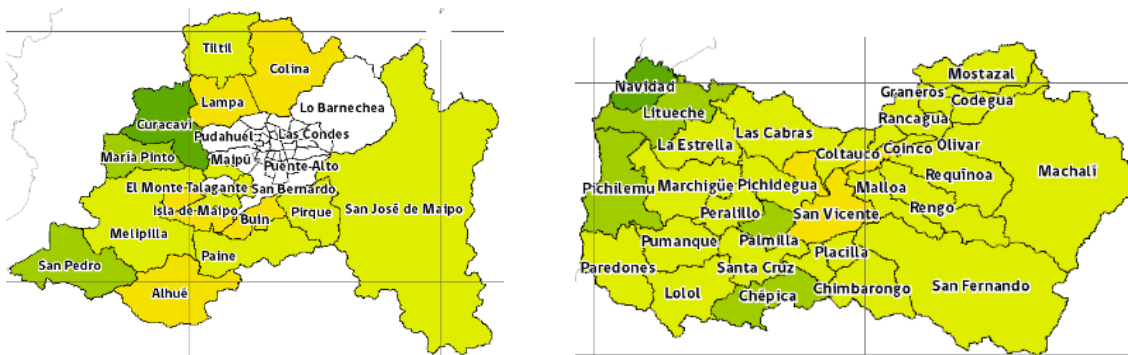 Tiltil
Colina
Lampa
Lo Barnechea
Curacaví
Pudahuel
Las Condes
María Pinto
Maipú
Puente-Alto
El Monte
Talagante
San Bernardo
Isla-de-Maipo
Buin
Pirque
San José de Maipo
Melipilla
Paine
San Pedro
Alhué
Mostazal
Navidad
Graneros
Codegua
Litueche
Rancagua
Las Cabras
La Estrella
Coltauco
Coinco
Olivar
Machalí
Pichilemu
Marchigüe
Pichidegua
Malloa
Requínoa
Peralillo
San Vicente
Rengo
Pumanque
Palmilla
Placilla
Paredones
Santa Cruz
Lolol
Chépica
Chimbarongo
San Fernando